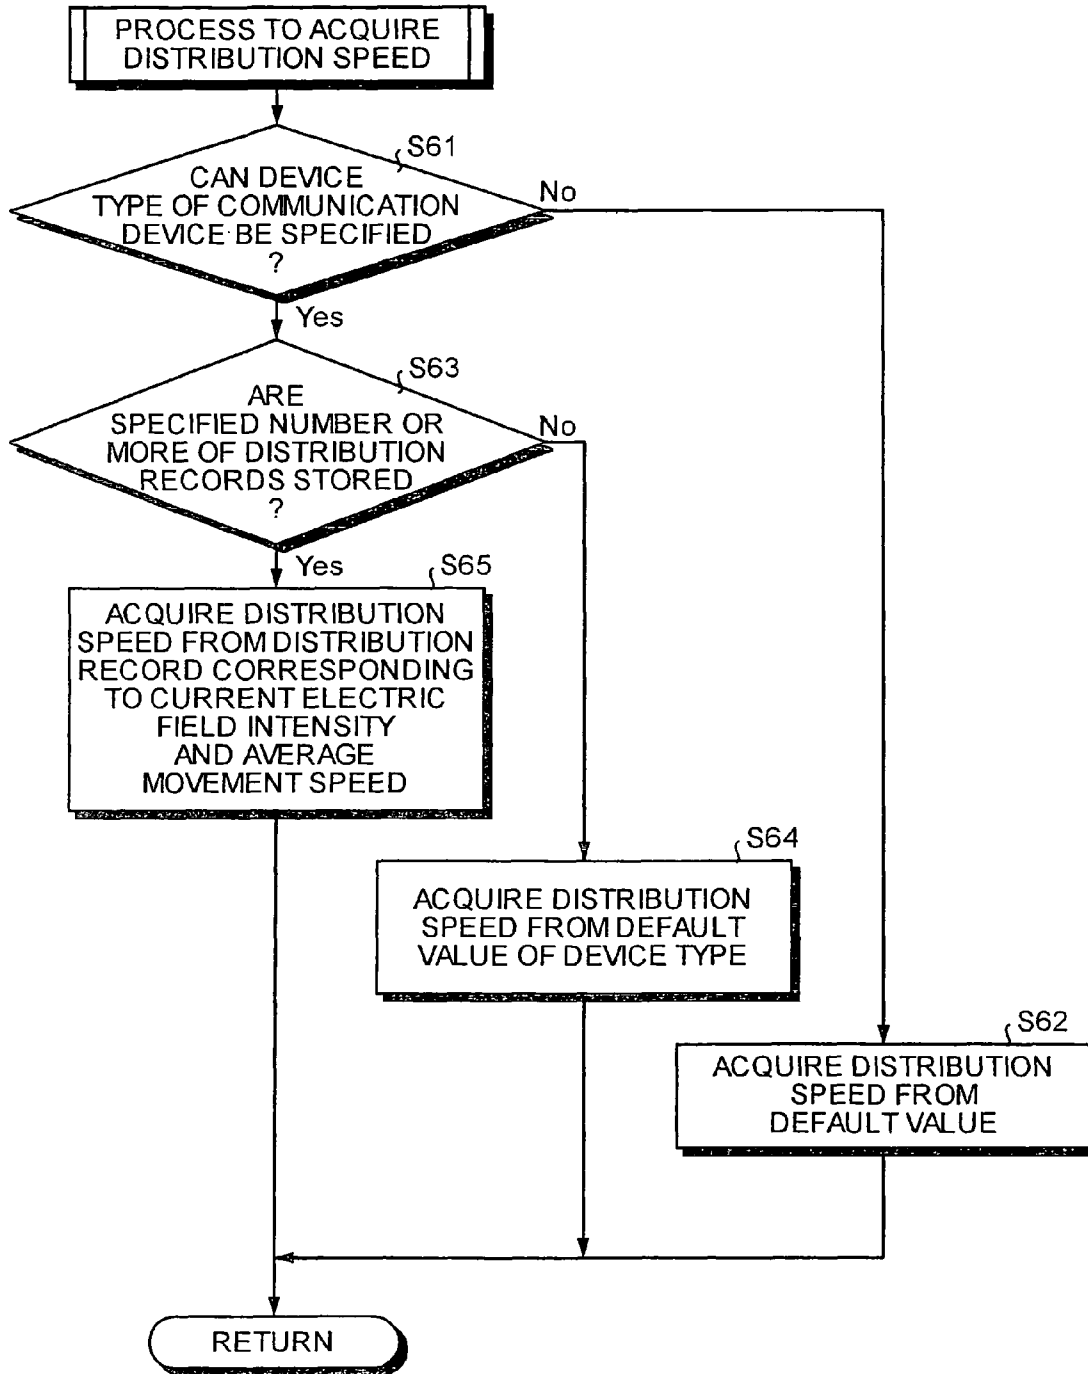 PROCESS TO ACQUIRE
DISTRIBUTION SPEED
S61
CAN DEVICE
TYPE OF COMMUNICATION
DEVICE BE SPECIFIED
?
No
Yes
S63
ARE
SPECIFIED NUMBER OR
MORE OF DISTRIBUTION
RECORDS STORED
?
No
Yes
S65
ACQUIRE DISTRIBUTION
SPEED FROM DISTRIBUTION
RECORD CORRESPONDING
TO CURRENT ELECTRIC
FIELD INTENSITY
AND AVERAGE
MOVEMENT SPEED
S64
ACQUIRE DISTRIBUTION
SPEED FROM DEFAULT
VALUE OF DEVICE TYPE
S62
ACQUIRE DISTRIBUTION
SPEED FROM
DEFAULT VALUE
RETURN